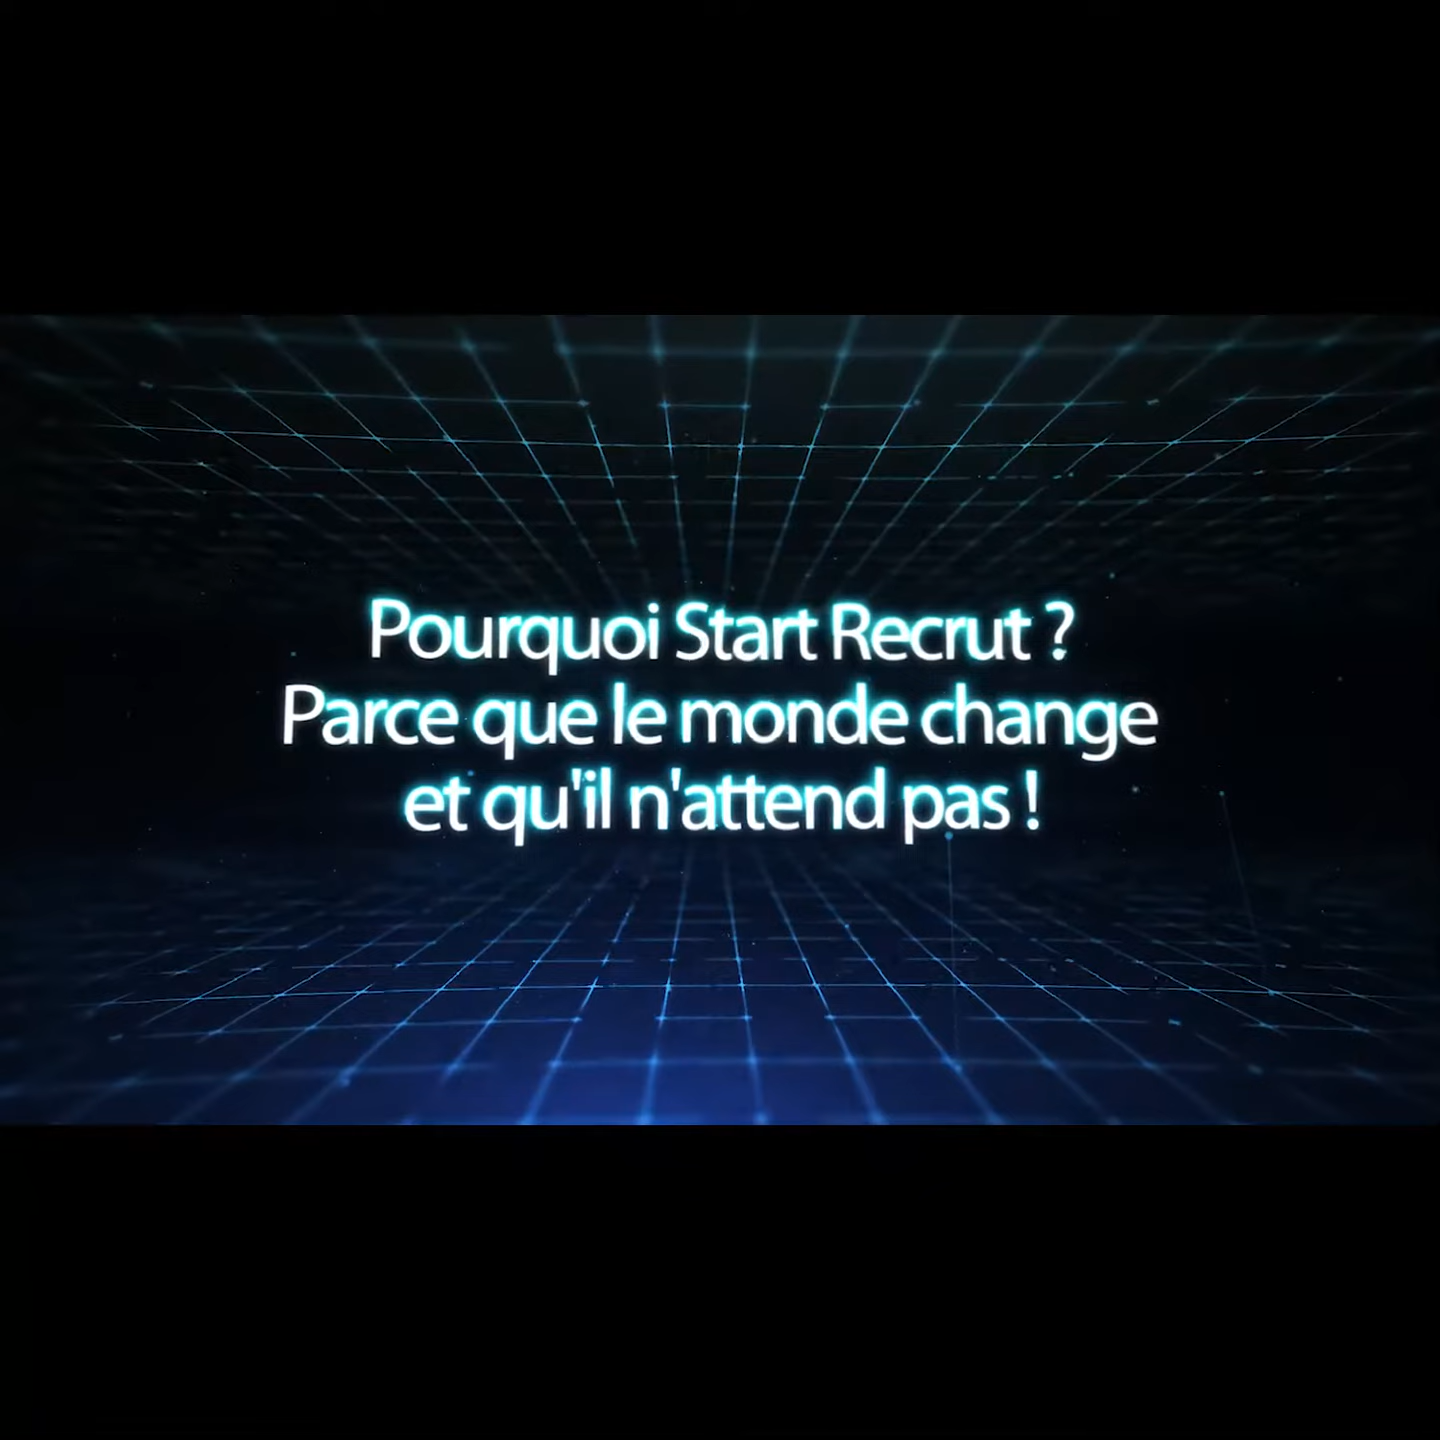 Pourquoi Start Recrut ?
Parce que le monde change
et qu'il n'attend pas !